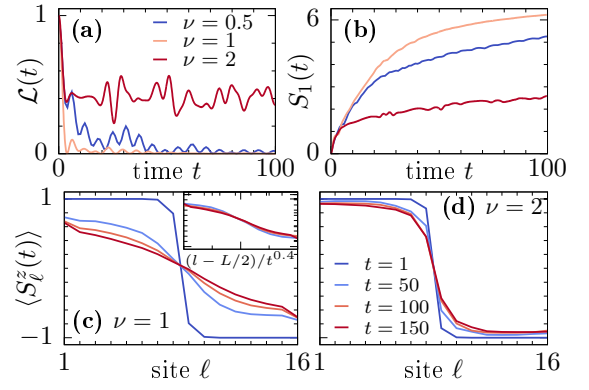 1
(a)
ν = 0.5
ν = 1
ν = 2
ℒ(t)
0
0
time t
100
6
(b)
S₁(t)
0
0
time t
100
1
⟨Sᶻ_ℓ(t)⟩
−1
(c) ν = 1
(l − L/2)/t^0.4
1
site ℓ
16
(d) ν = 2
t = 1
t = 50
t = 100
t = 150
1
site ℓ
16